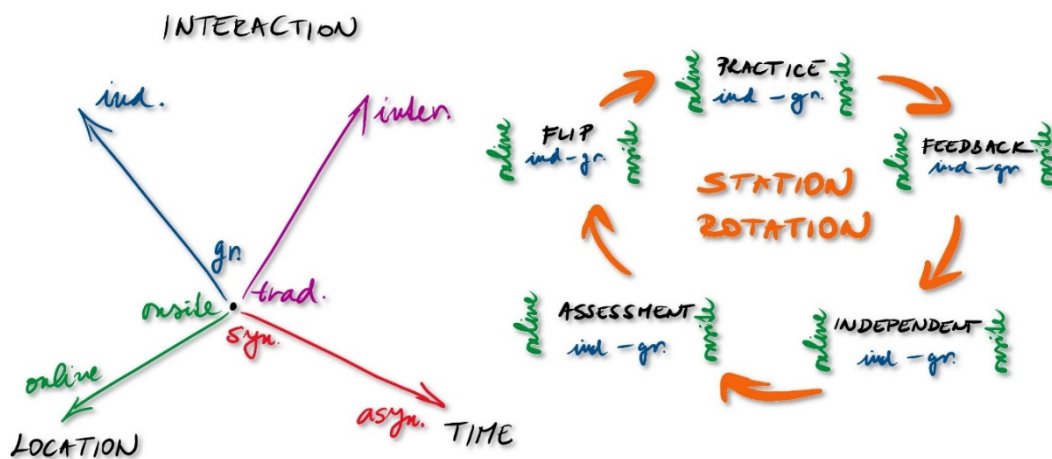 INTERACTION
ind.
inter.
gr.
onsite
trad.
syn.
online
asyn.
LOCATION
TIME
online
PRACTICE
onsite
ind - gr.
online
FLIP
onsite
ind - gr.
online
FEEDBACK
onsite
ind - gr.
STATION
ROTATION
online
ASSESSMENT
onsite
ind - gr.
online
INDEPENDENT
onsite
ind - gr.